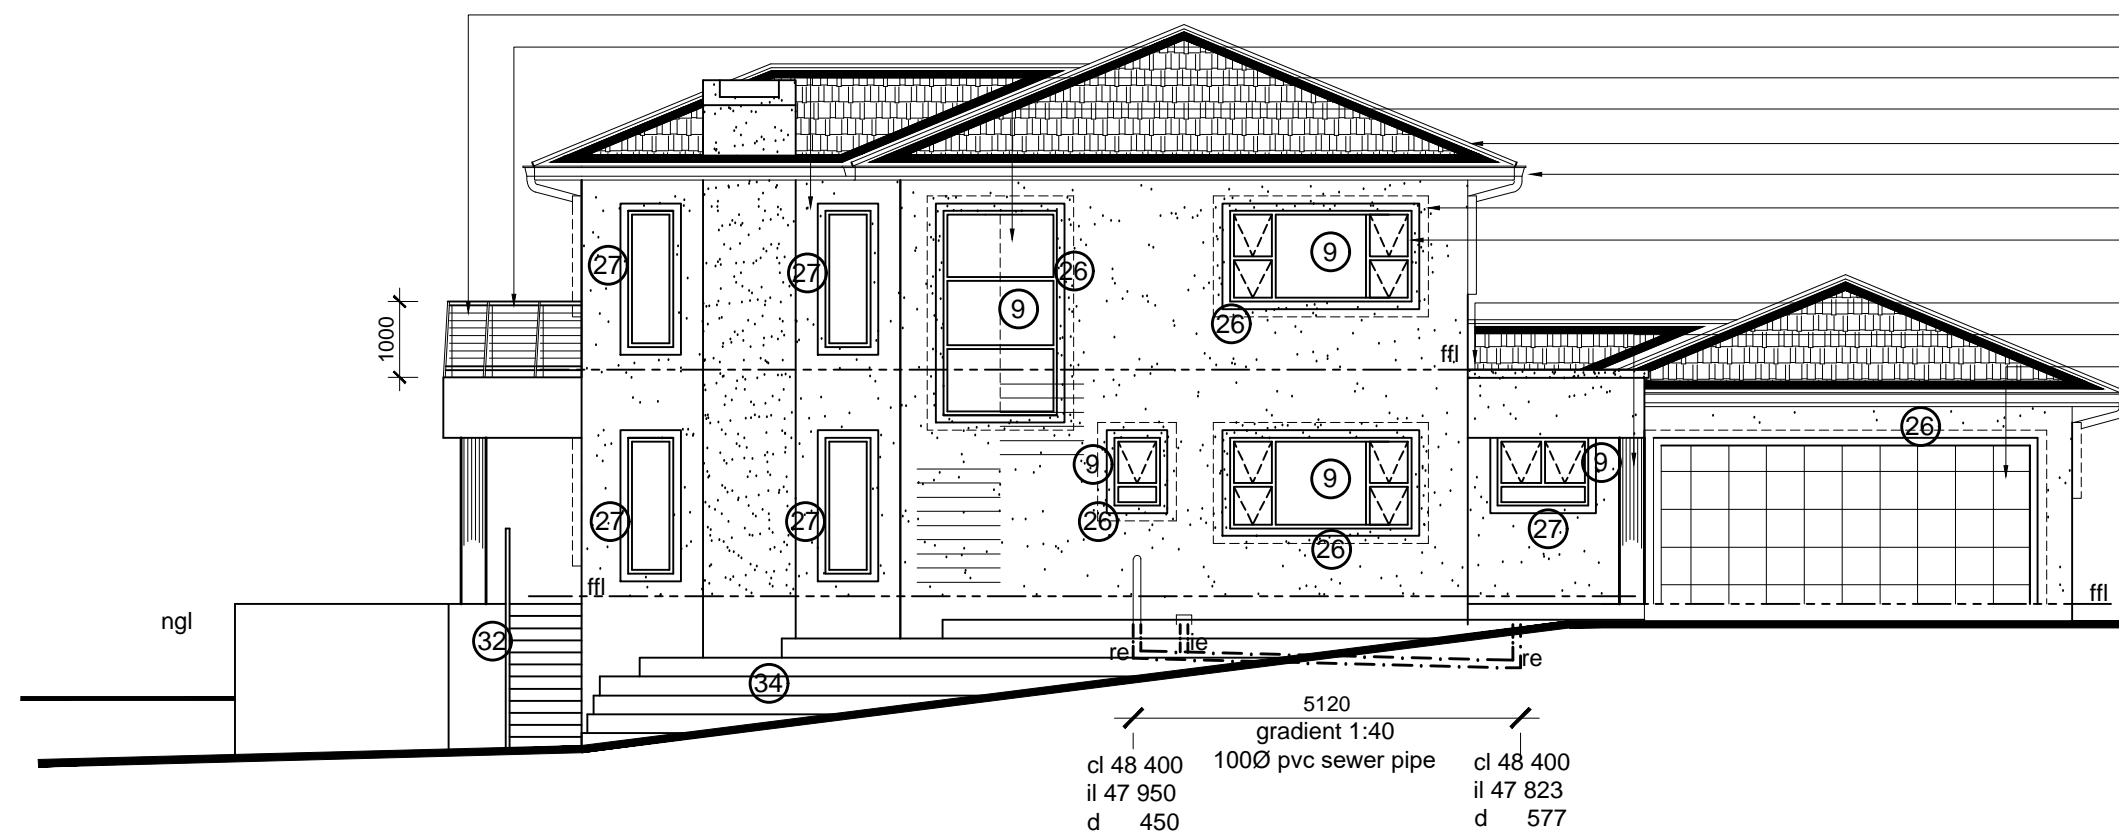 9
27
27
26
9
26
1000
ffl
26
9
9
9
27
27
26
26
27
ffl
ffl
ngl
32
re
ie
re
34
5120
gradient 1:40
100Ø pvc sewer pipe
cl 48 400
il 47 950
d 450
cl 48 400
il 47 823
d 577